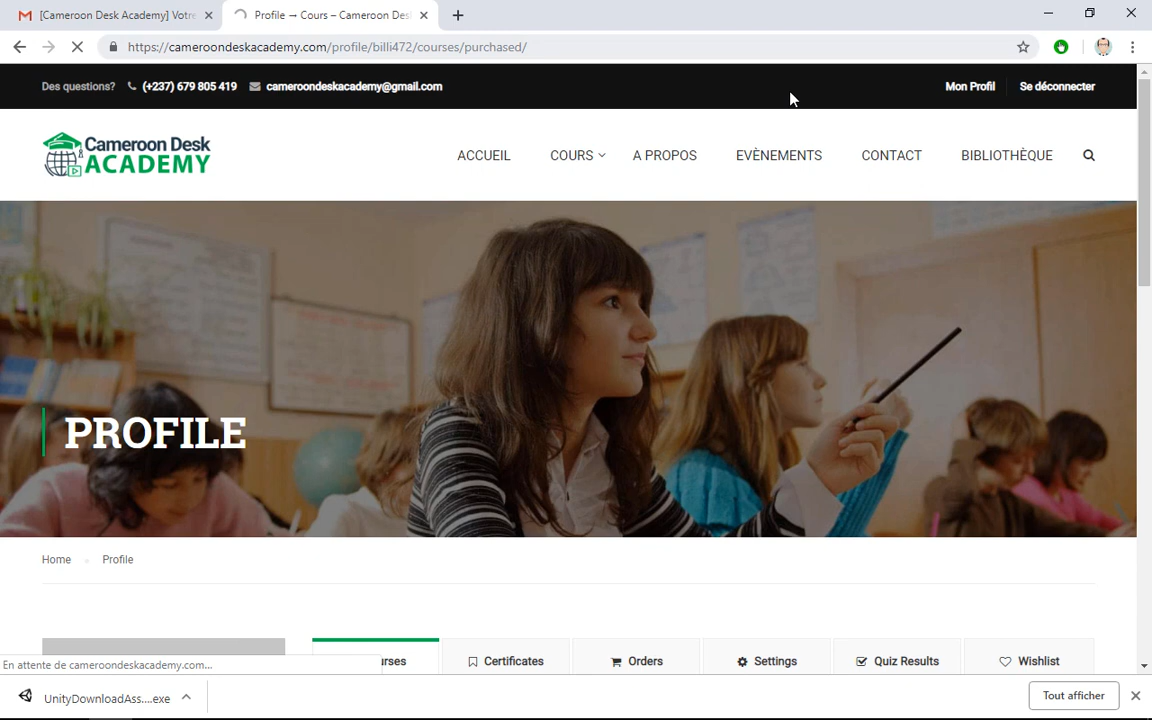 [Cameroon Desk Academy] Votre
Profile → Cours – Cameroon Des
https://cameroondeskacademy.com/profile/billi472/courses/purchased/
Des questions? (+237) 679 805 419 cameroondeskacademy@gmail.com Mon Profil Se déconnecter
Cameroon Desk
ACADEMY
ACCUEIL COURS A PROPOS EVÈNEMENTS CONTACT BIBLIOTHÈQUE
PROFILE
Home » Profile
rses Certificates Orders Settings Quiz Results Wishlist
En attente de cameroondeskacademy.com...
UnityDownloadAss....exe Tout afficher